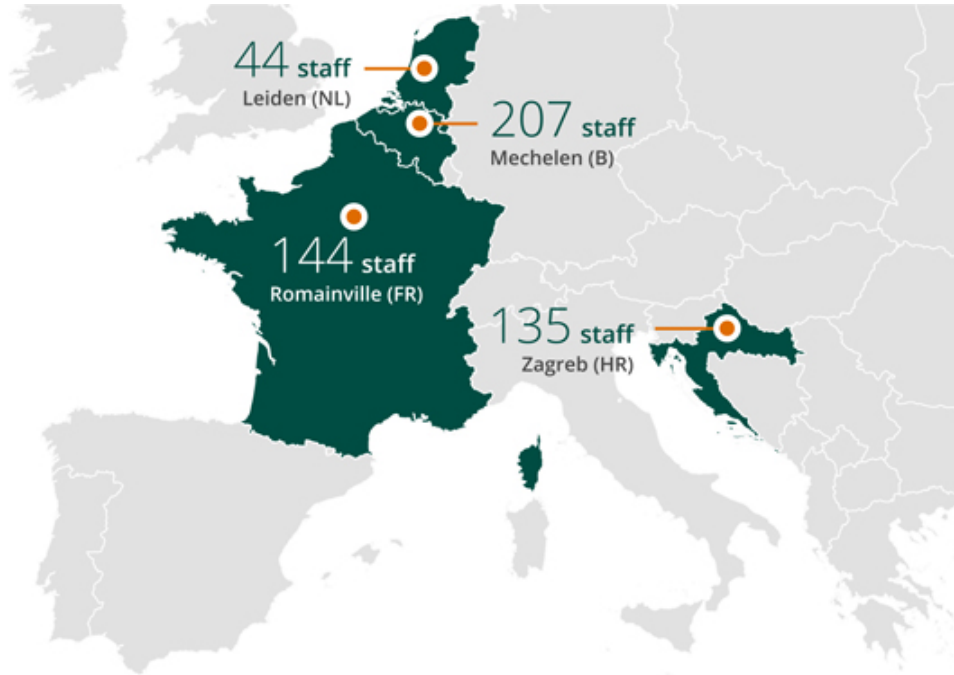 44 staff
Leiden (NL)
207 staff
Mechelen (B)
144 staff
Romainville (FR)
135 staff
Zagreb (HR)